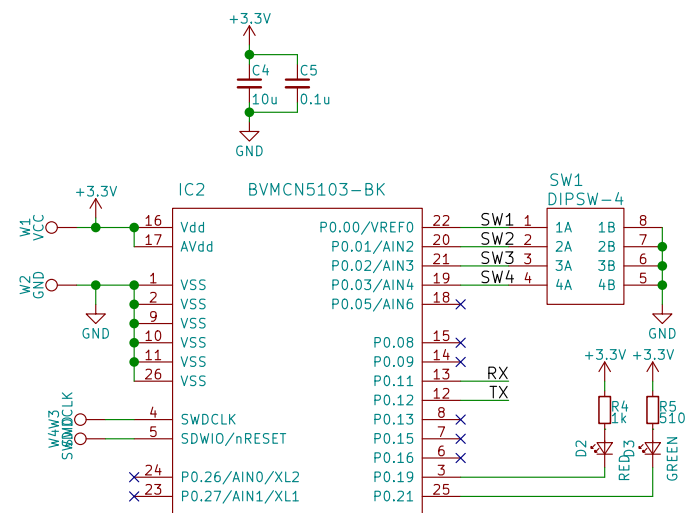 +3.3V
C4 C5
10u 0.1u
GND
SW1
DIPSW-4
+3.3V
IC2 BVMCN5103-BK
W1 VCC
16 Vdd P0.00/VREF0 22 SW1 1 1A 1B 8
17 AVdd P0.01/AIN2 20 SW2 2 2A 2B 7
P0.02/AIN3 21 SW3 3 3A 3B 6
W2 GND
1 VSS P0.03/AIN4 19 SW4 4 4A 4B 5
2 VSS P0.05/AIN6 18
9 VSS
GND
GND
10 VSS P0.08 15
11 VSS P0.09 14
+3.3V +3.3V
26 VSS P0.11 13 RX
P0.12 12 TX
R4 R5
1k 510
W3 SWDCLK
4 SWDCLK P0.13 8
W4
5 SDWIO/nRESET P0.15 7
D2 RED D3 GREEN
P0.16 6
24 P0.26/AIN0/XL2 P0.19 3
23 P0.27/AIN1/XL1 P0.21 25